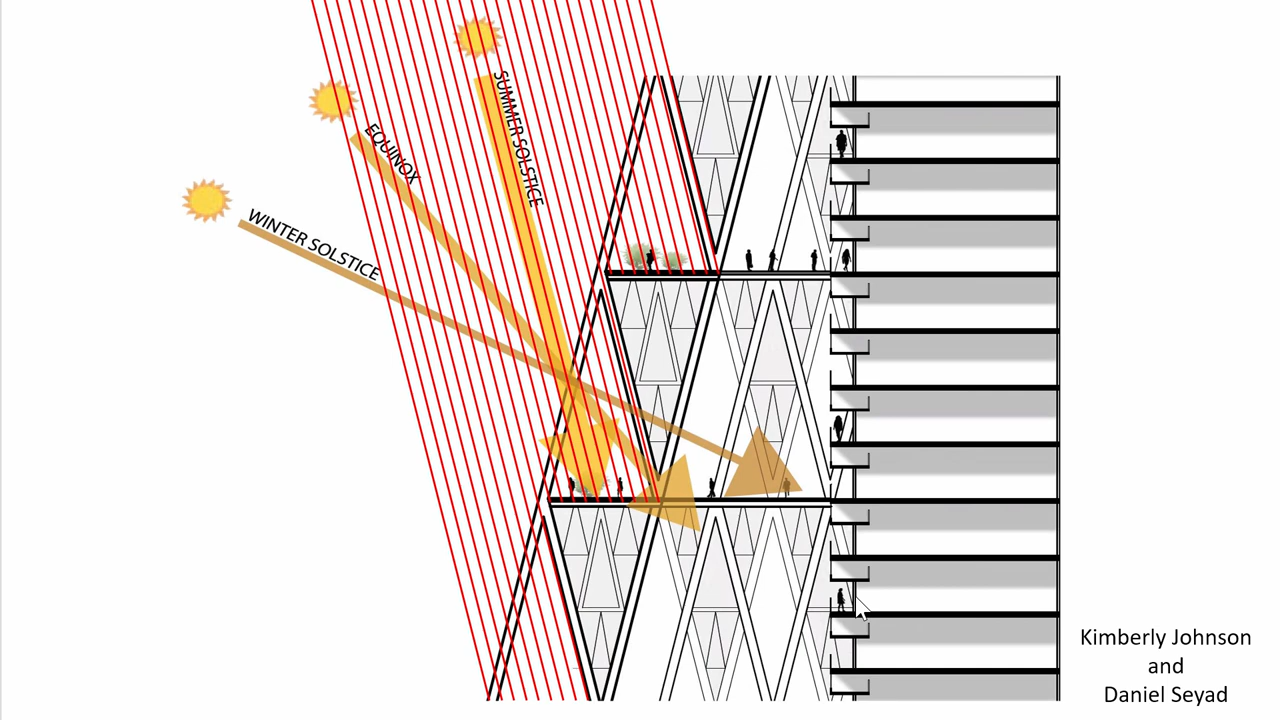 SUMMER SOLSTICE
EQUINOX
WINTER SOLSTICE
Kimberly Johnson
and
Daniel Seyad